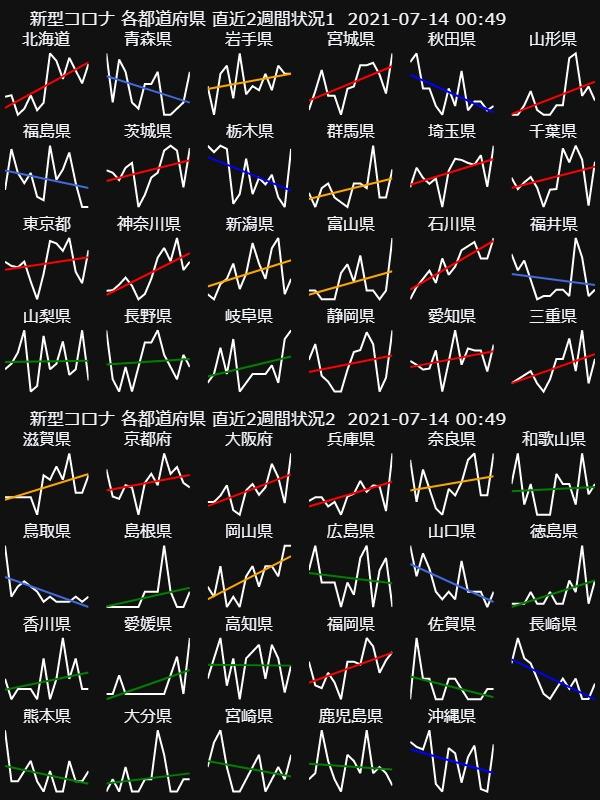 新型コロナ 各都道府県 直近2週間状況1 2021-07-14 00:49
北海道 青森県 岩手県 宮城県 秋田県 山形県
福島県 茨城県 栃木県 群馬県 埼玉県 千葉県
東京都 神奈川県 新潟県 富山県 石川県 福井県
山梨県 長野県 岐阜県 静岡県 愛知県 三重県
新型コロナ 各都道府県 直近2週間状況2 2021-07-14 00:49
滋賀県 京都府 大阪府 兵庫県 奈良県 和歌山県
鳥取県 島根県 岡山県 広島県 山口県 徳島県
香川県 愛媛県 高知県 福岡県 佐賀県 長崎県
熊本県 大分県 宮崎県 鹿児島県 沖縄県